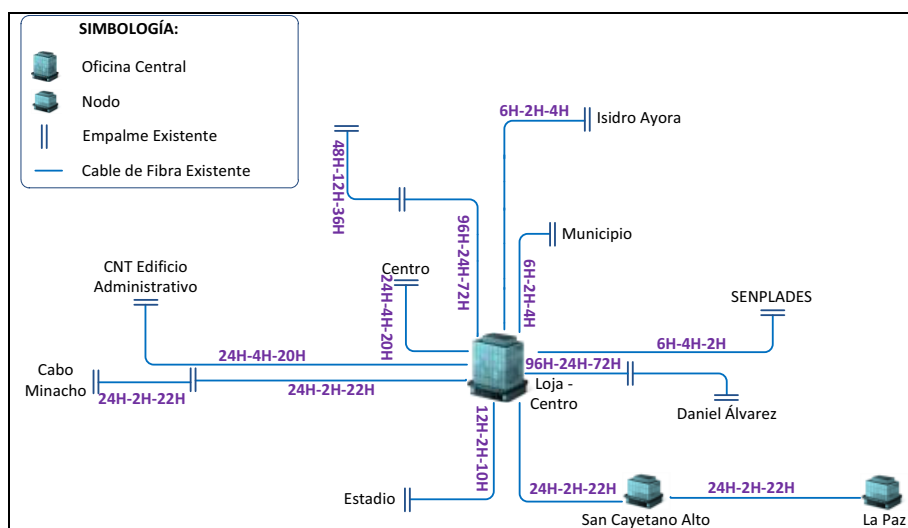 SIMBOLOGÍA:
Oficina Central
Nodo
Empalme Existente
Cable de Fibra Existente
6H-2H-4H
Isidro Ayora
48H-12H-36H
96H-24H-72H
Municipio
6H-2H-4H
CNT Edificio
Administrativo
Centro
24H-4H-20H
SENPLADES
24H-4H-20H
6H-4H-2H
96H-24H-72H
Cabo
Minacho
24H-2H-22H
24H-2H-22H
Loja -
Centro
Daniel Álvarez
12H-2H-10H
Estadio
24H-2H-22H
24H-2H-22H
San Cayetano Alto
La Paz